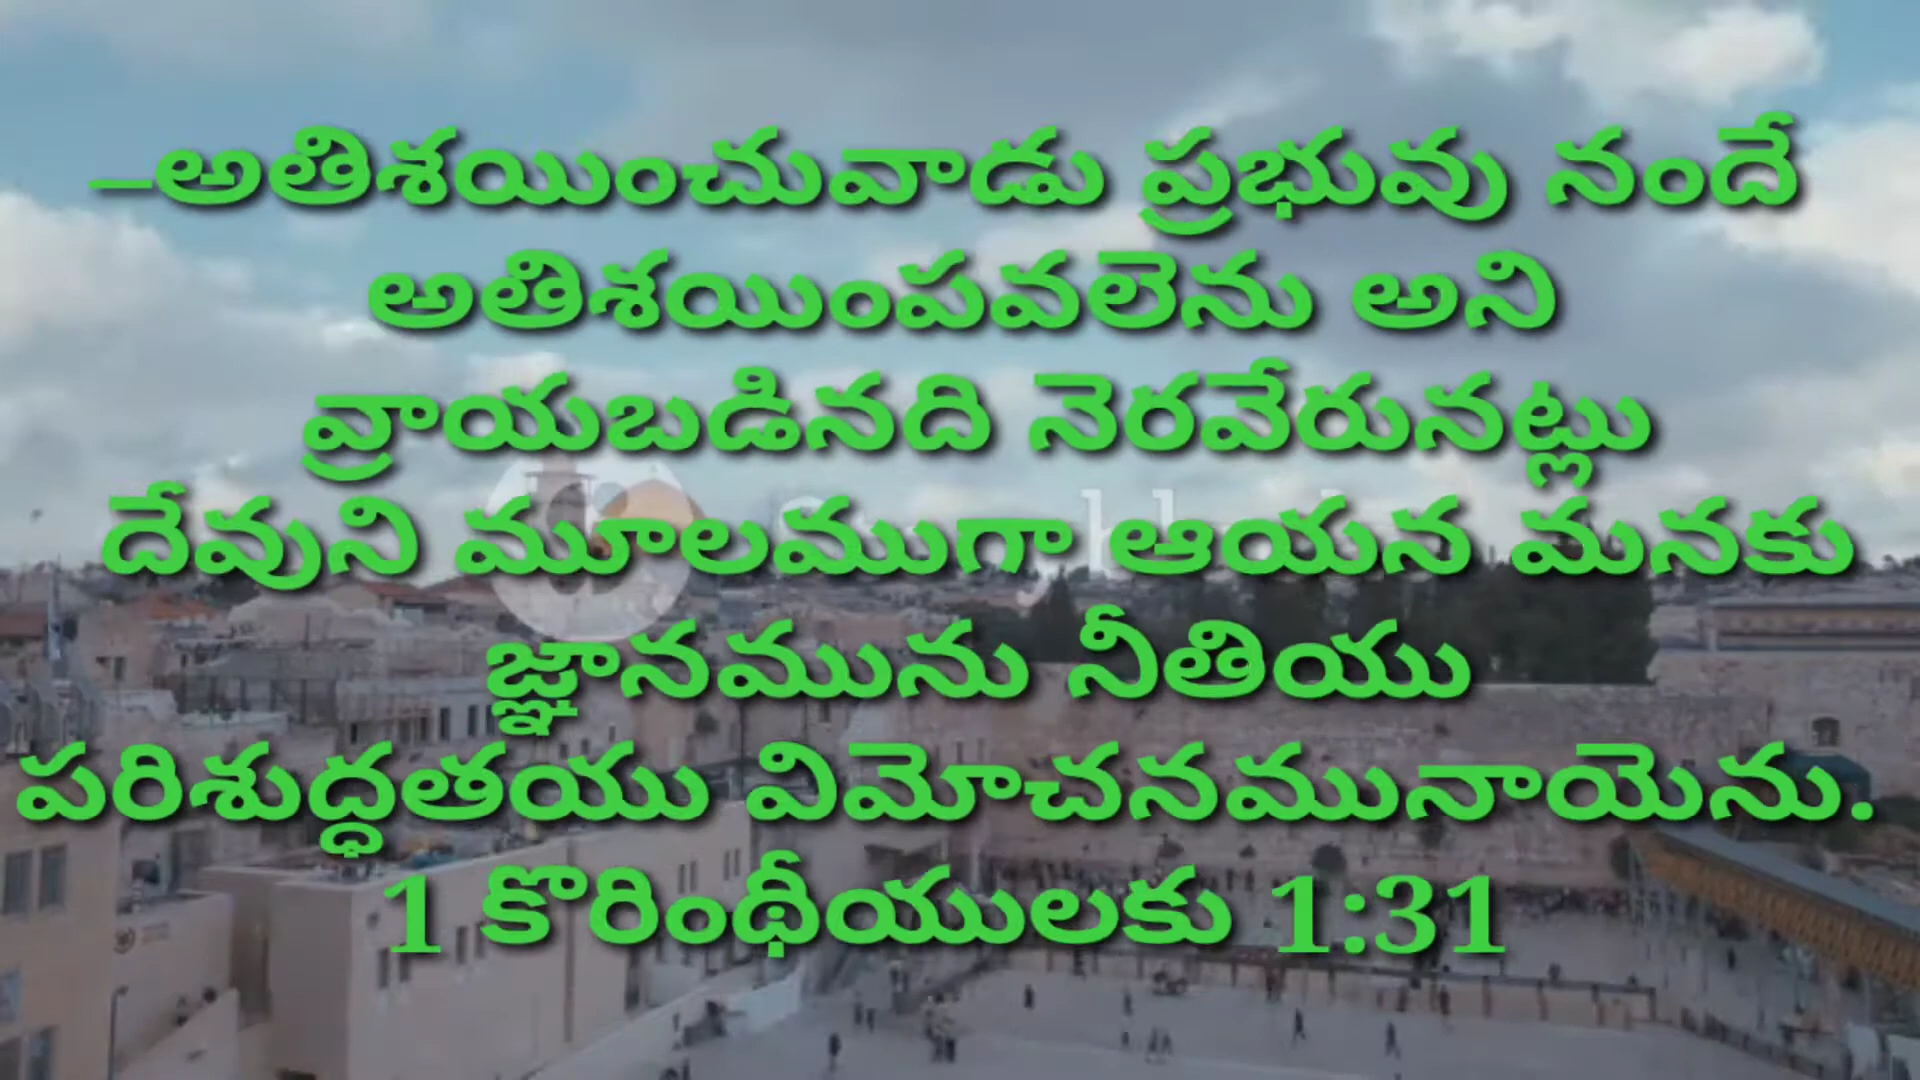 –అతిశయించువాడు ప్రభువు నందే
అతిశయింపవలెను అని
వ్రాయబడినది నెరవేరునట్లు
దేవుని మూలముగా ఆయన మనకు
జ్ఞానమును నీతియు
పరిశుద్ధతయు విమోచనమునాయెను.
1 కొరింథీయులకు 1:31